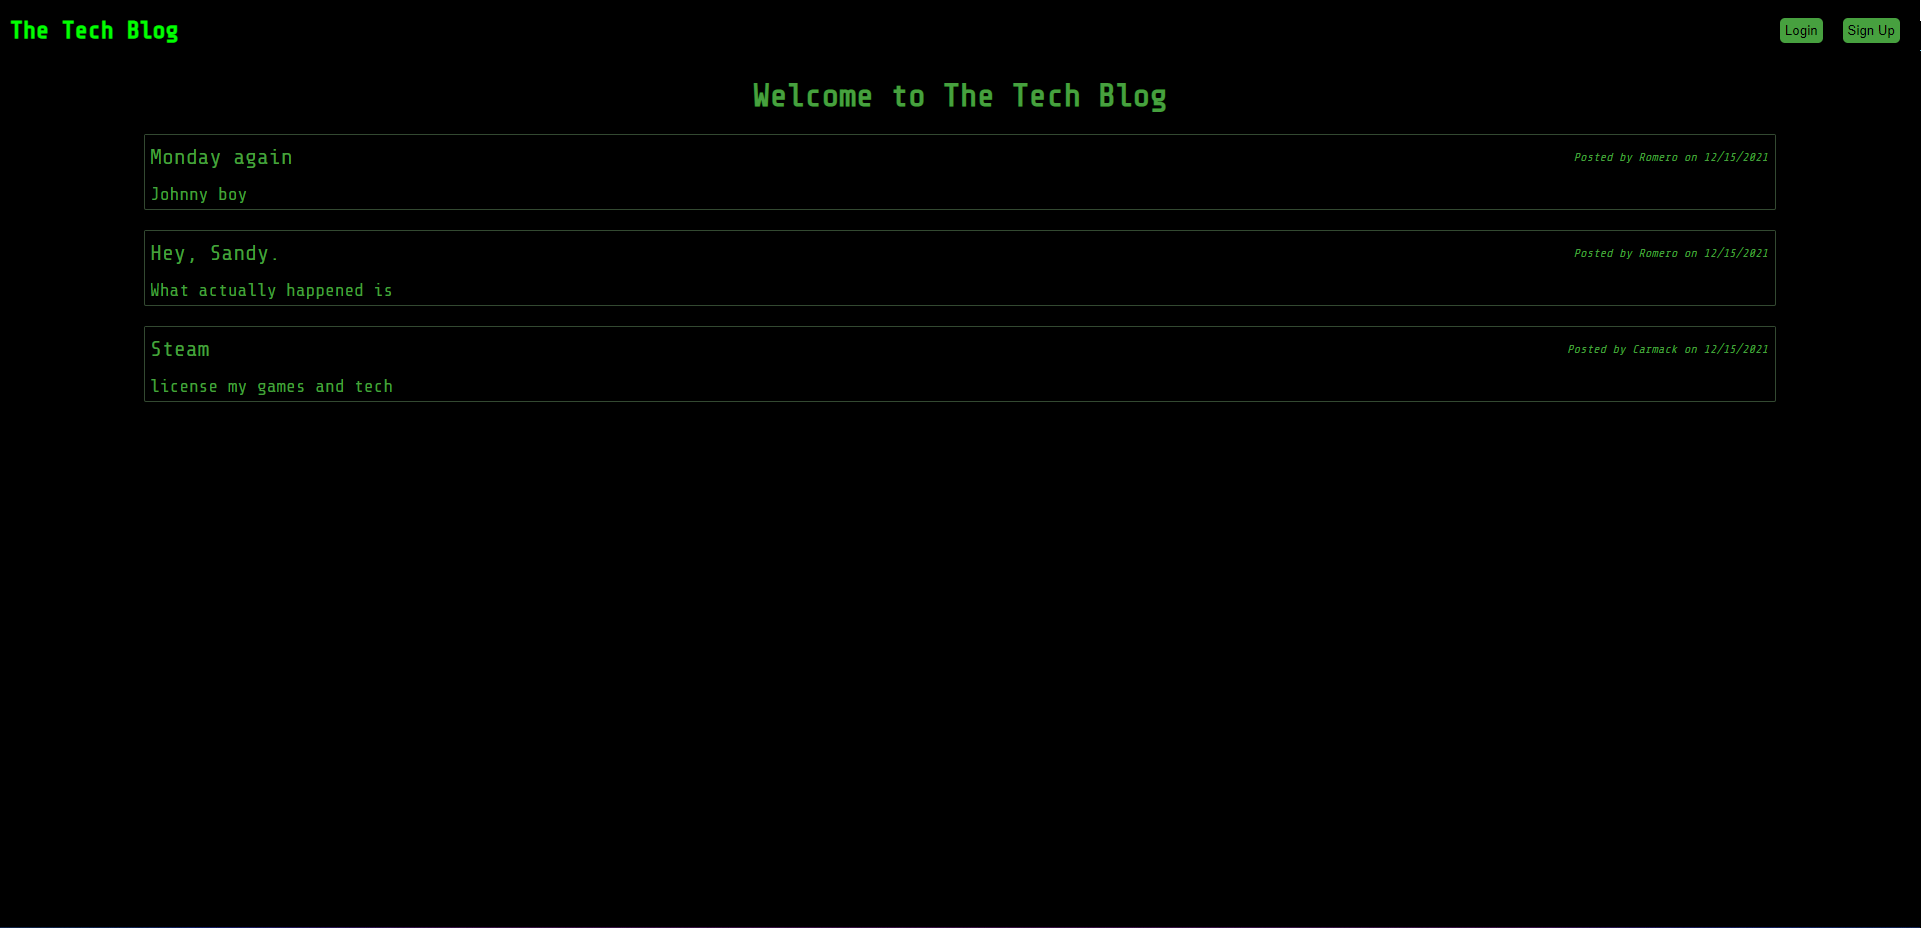 The Tech Blog
Login
Sign Up
Welcome to The Tech Blog
Monday again
Posted by Romero on 12/15/2021
Johnny boy
Hey, Sandy.
Posted by Romero on 12/15/2021
What actually happened is
Steam
Posted by Carmack on 12/15/2021
license my games and tech